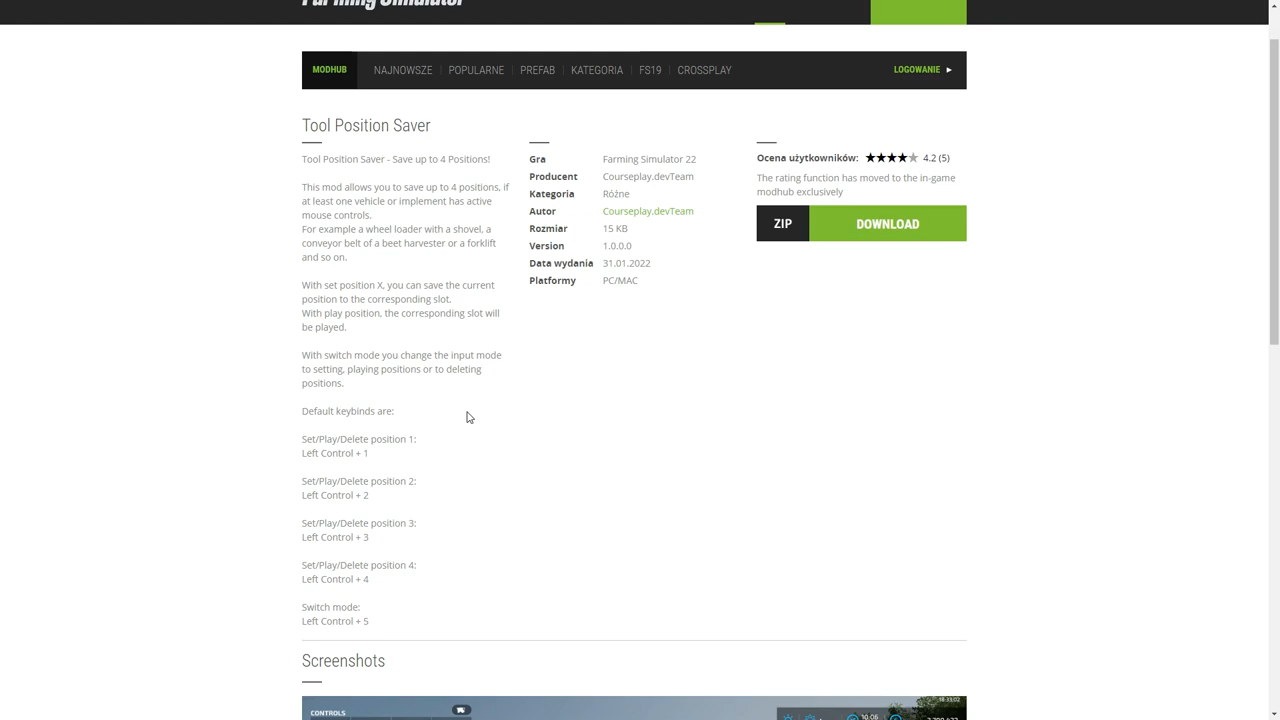 Farming Simulator
MODHUB NAJNOWSZE POPULARNE PREFAB KATEGORIA FS19 CROSSPLAY LOGOWANIE
Tool Position Saver
Tool Position Saver - Save up to 4 Positions!
This mod allows you to save up to 4 positions, if
at least one vehicle or implement has active
mouse controls.
For example a wheel loader with a shovel, a
conveyor belt of a beet harvester or a forklift
and so on.
With set position X, you can save the current
position to the corresponding slot.
With play position, the corresponding slot will
be played.
With switch mode you change the input mode
to setting, playing positions or to deleting
positions.
Default keybinds are:
Set/Play/Delete position 1:
Left Control + 1
Set/Play/Delete position 2:
Left Control + 2
Set/Play/Delete position 3:
Left Control + 3
Set/Play/Delete position 4:
Left Control + 4
Switch mode:
Left Control + 5
Gra Farming Simulator 22
Producent Courseplay.devTeam
Kategoria Różne
Autor Courseplay.devTeam
Rozmiar 15 KB
Version 1.0.0.0
Data wydania 31.01.2022
Platformy PC/MAC
Ocena użytkowników: 4.2 (5)
The rating function has moved to the in-game
modhub exclusively
ZIP DOWNLOAD
Screenshots
CONTROLS
10.06